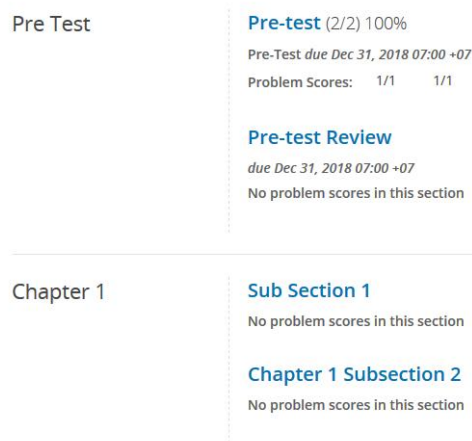 Pre Test
Pre-test (2/2) 100%
Pre-Test due Dec 31, 2018 07:00 +07
Problem Scores: 1/1 1/1
Pre-test Review
due Dec 31, 2018 07:00 +07
No problem scores in this section
Chapter 1
Sub Section 1
No problem scores in this section
Chapter 1 Subsection 2
No problem scores in this section